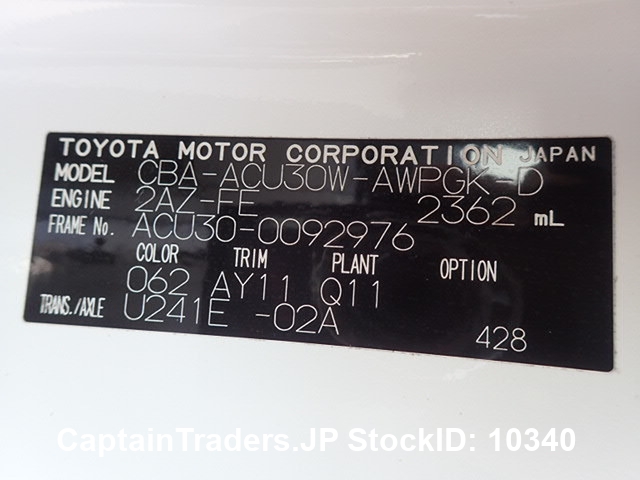 TOYOTA MOTOR CORPORATION JAPAN
MODEL CBA-ACU30W-AWPGK-D
ENGINE 2AZ-FE 2362 mL
FRAME No. ACU30-0092976
COLOR TRIM PLANT OPTION
062 AY11 Q11
TRANS./AXLE U241E -02A
428
CaptainTraders.JP StockID: 10340